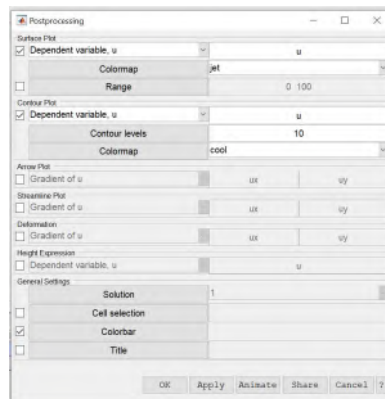 Postprocessing
Surface Plot
Dependent variable, u u
Colormap jet
Range 0 100
Contour Plot
Dependent variable, u u
Contour levels 10
Colormap cool
Arrow Plot
Gradient of u ux uy
Streamline Plot
Gradient of u ux uy
Deformation
Gradient of u ux uy
Height Expression
Dependent variable, u u
General Settings
Solution 1
Cell selection
Colorbar
Title
OK Apply Animate Share Cancel ?